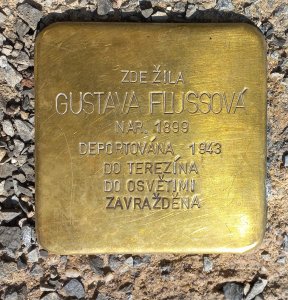 ZDE ŽILA
GUSTAVA FLUSSOVÁ
NAR. 1899
DEPORTOVÁNA 1943
DO TEREZÍNA
DO OSVĚTIMI
ZAVRAŽDĚNA